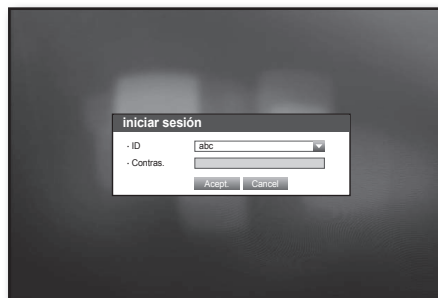 iniciar sesión
- ID abc
- Contras.
Acept. Cancel